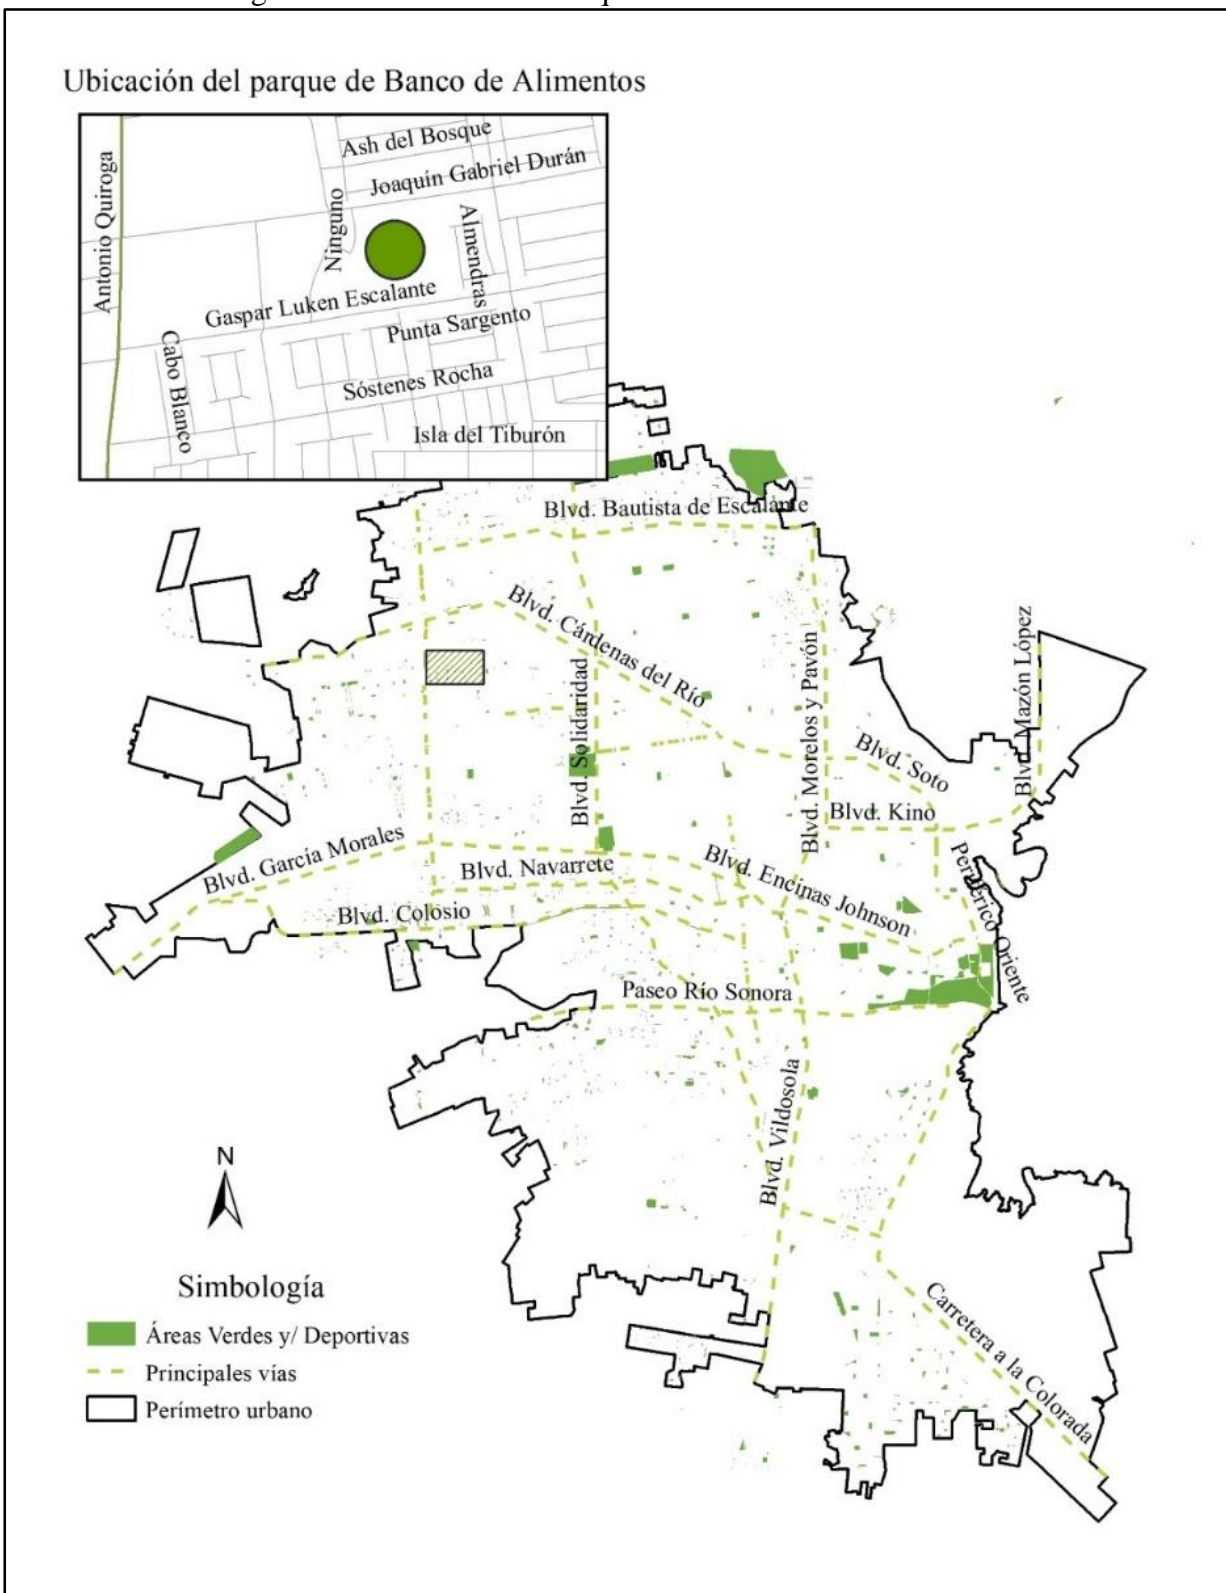 Ubicación del parque de Banco de Alimentos
Ash del Bosque
Joaquín Gabriel Durán
Antonio Quiroga
Ninguno
Almendras
Gaspar Luken Escalante
Punta Sargento
Cabo Blanco
Sóstenes Rocha
Isla del Tiburón
Blvd. Bautista de Escalante
Blvd. Cárdenas del Río
Blvd. Solidaridad
Blvd. Morelos y Pavón
Blvd. Mazón López
Blvd. Soto
Blvd. Kino
Blvd. García Morales
Blvd. Navarrete
Blvd. Encinas Johnson
Periférico Oriente
Blvd. Colosio
Paseo Río Sonora
Blvd. Vildosola
Carretera a la Colorada
N
Simbología
Áreas Verdes y/ Deportivas
Principales vías
Perímetro urbano